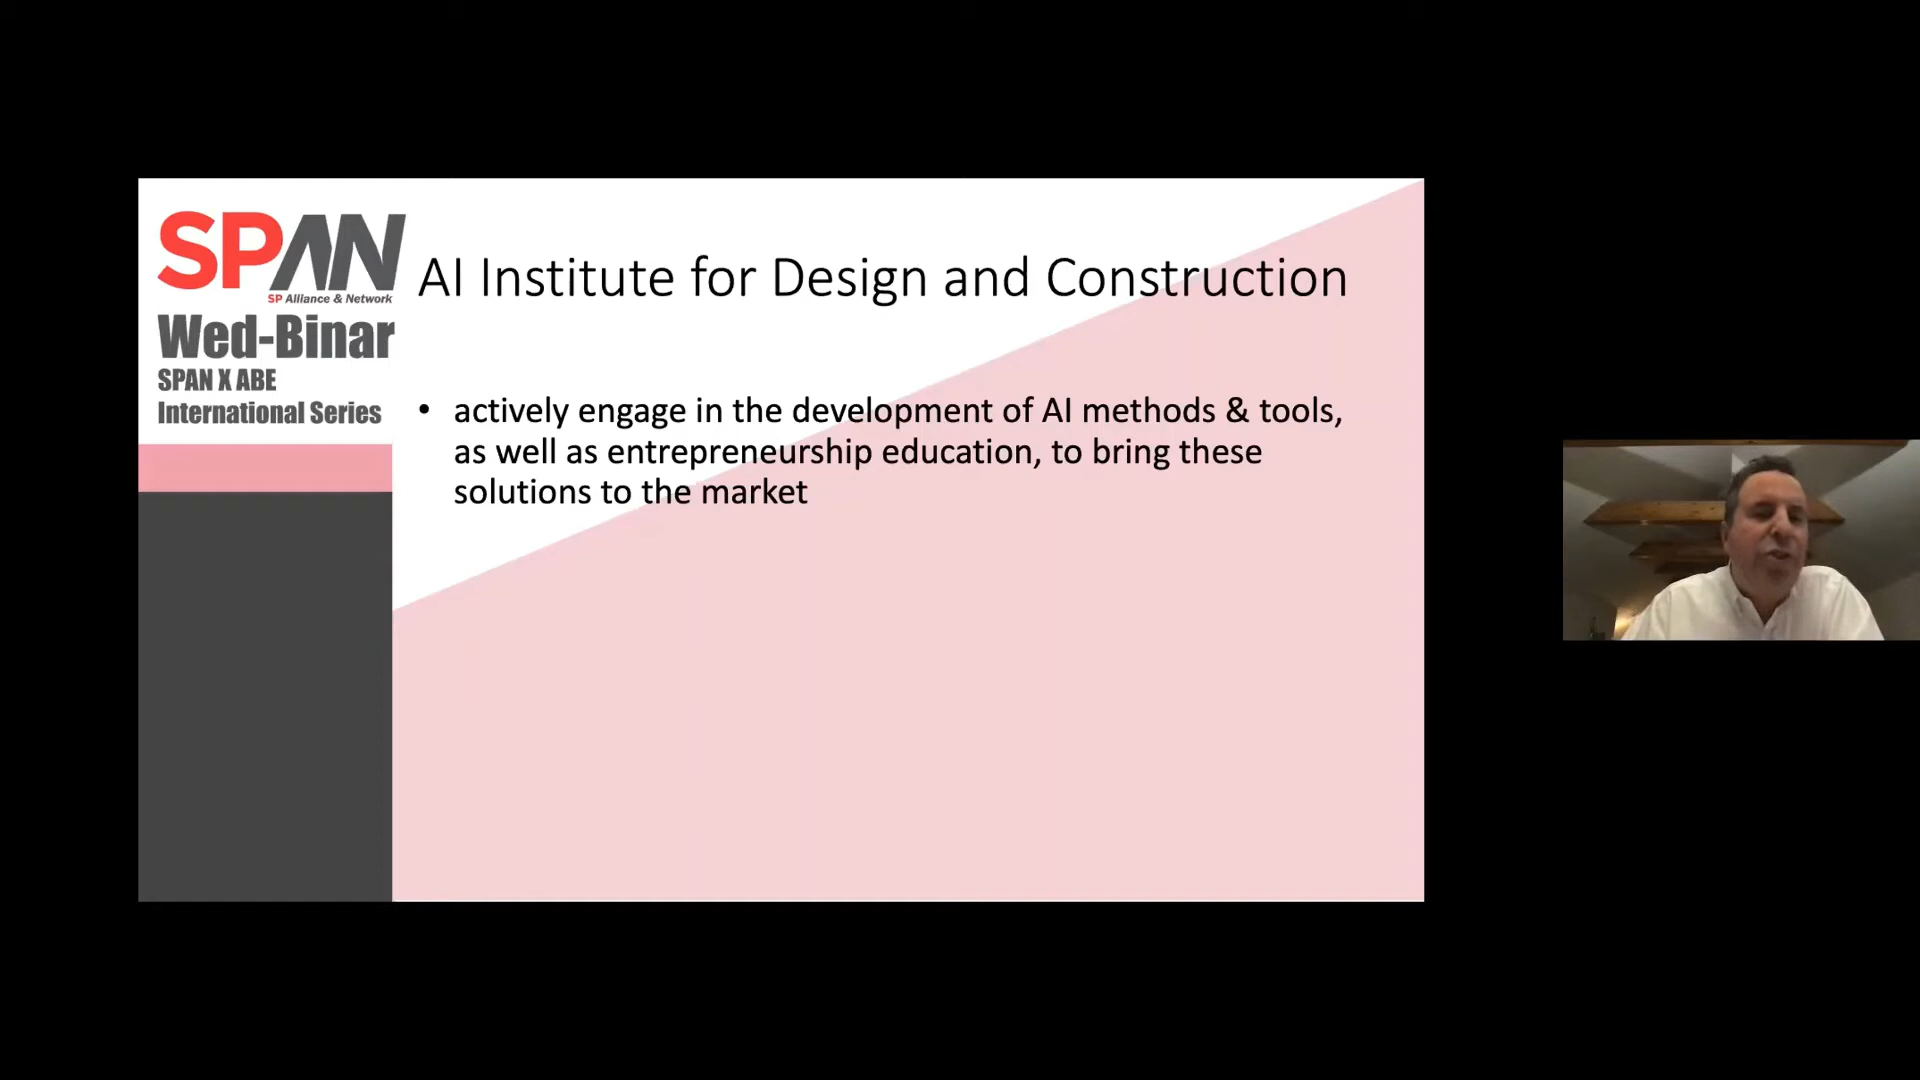 SPAN
SP Alliance & Network
Wed-Binar
SPAN X ABE
International Series
AI Institute for Design and Construction
• actively engage in the development of AI methods & tools,
as well as entrepreneurship education, to bring these
solutions to the market